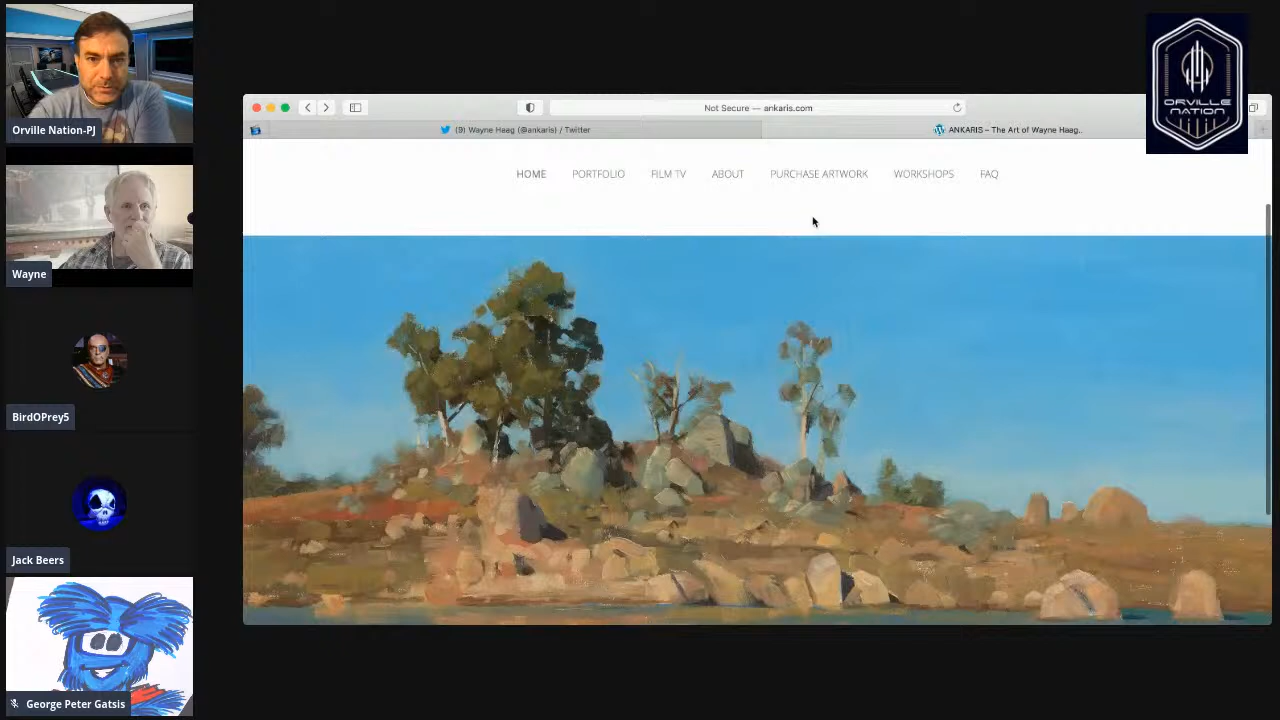 Orville Nation-PJ
Wayne
BirdOPrey5
Jack Beers
George Peter Gatsis
Not Secure — ankaris.com
(9) Wayne Haag (@ankaris) / Twitter
ANKARIS – The Art of Wayne Haag..
HOME PORTFOLIO FILM TV ABOUT PURCHASE ARTWORK WORKSHOPS FAQ
ORVILLE
NATION